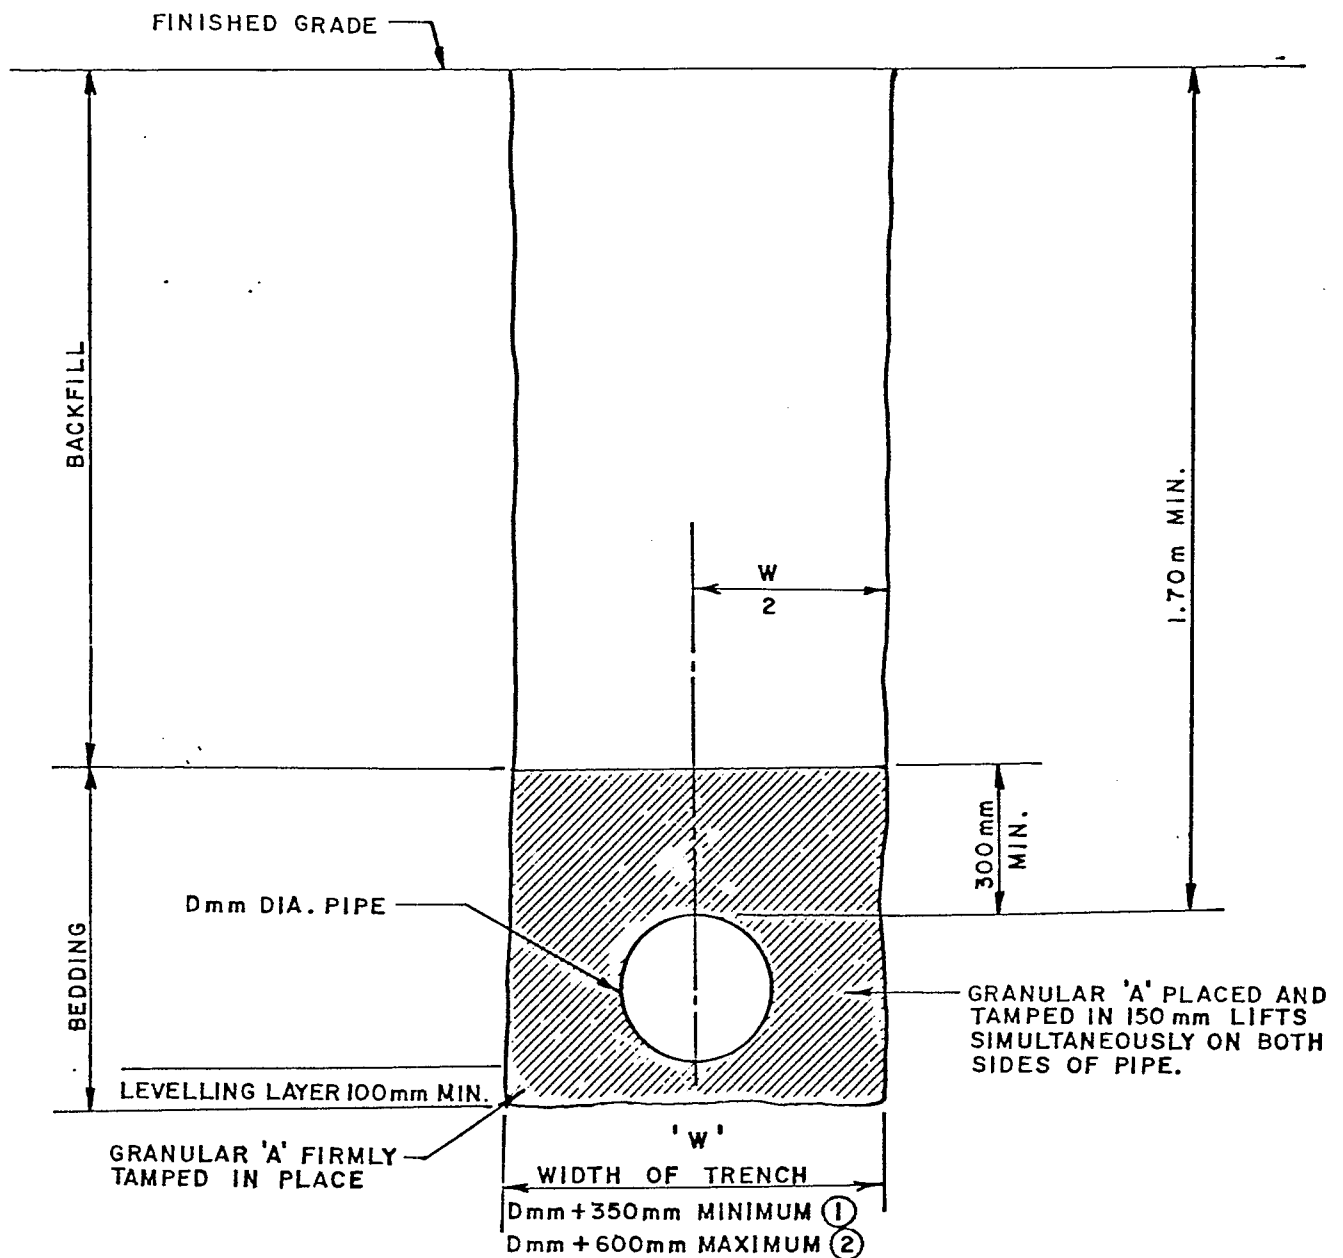 FINISHED GRADE
BACKFILL
1.70m MIN.
W
2
300mm
MIN.
Dmm DIA. PIPE
BEDDING
GRANULAR 'A' PLACED AND
TAMPED IN 150mm LIFTS
SIMULTANEOUSLY ON BOTH
SIDES OF PIPE.
LEVELLING LAYER 100mm MIN.
GRANULAR 'A' FIRMLY
TAMPED IN PLACE
'W'
WIDTH OF TRENCH
Dmm + 350mm MINIMUM ①
Dmm + 600mm MAXIMUM ②